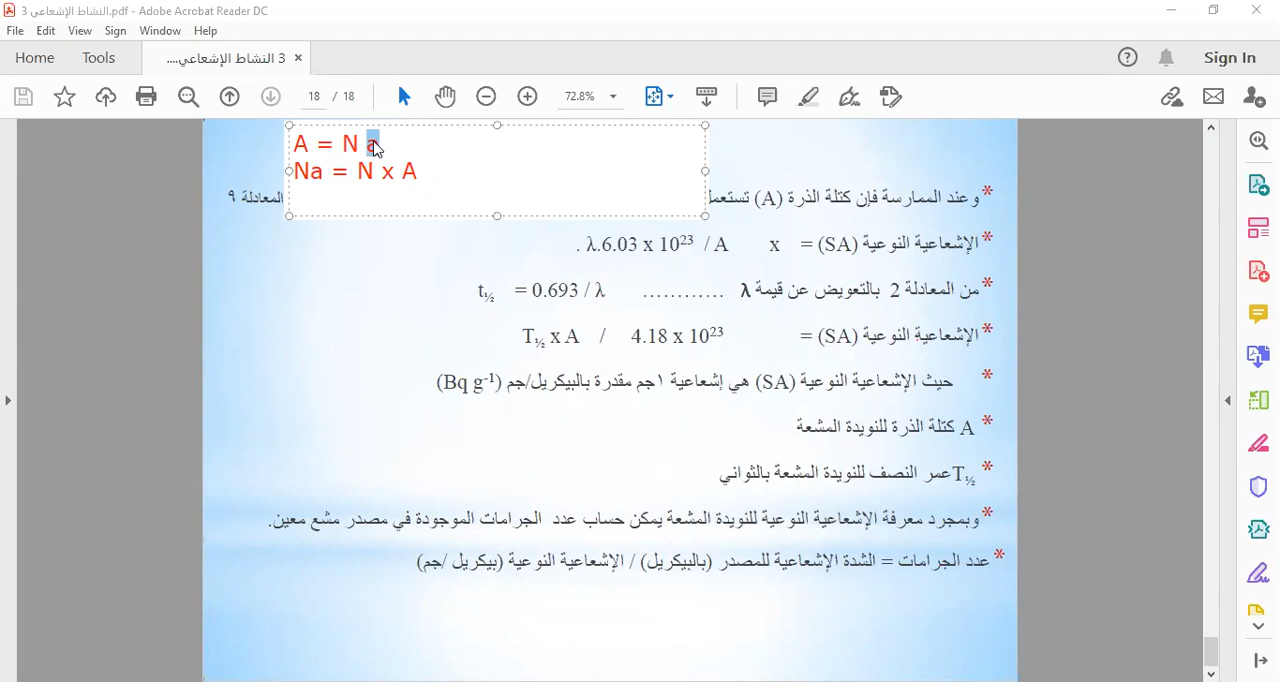 النشاط الإشعاعي 3.pdf - Adobe Acrobat Reader DC
File Edit View Sign Window Help
Home Tools 3 النشاط الإشعاعي.... × Sign In
18 / 18 72.8%
A = N a
Na = N x A
*وعند الممارسة فإن كتلة الذرة (A) تستعمل المعادلة ٩
*الإشعاعية النوعية (SA) = x λ.6.03 x 10²³ / A .
*من المعادلة 2 بالتعويض عن قيمة λ ............ t½ = 0.693 / λ
*الإشعاعية النوعية (SA) = 4.18 x 10²³ / T½ x A
* حيث الإشعاعية النوعية (SA) هي إشعاعية ١جم مقدرة بالبيكريل/جم (Bq g⁻¹)
* A كتلة الذرة للنويدة المشعة
* T½عمر النصف للنويدة المشعة بالثواني
*وبمجرد معرفة الإشعاعية النوعية للنويدة المشعة يمكن حساب عدد الجرامات الموجودة في مصدر مشع معين.
*عدد الجرامات = الشدة الإشعاعية للمصدر (بالبيكريل) / الإشعاعية النوعية (بيكريل /جم)